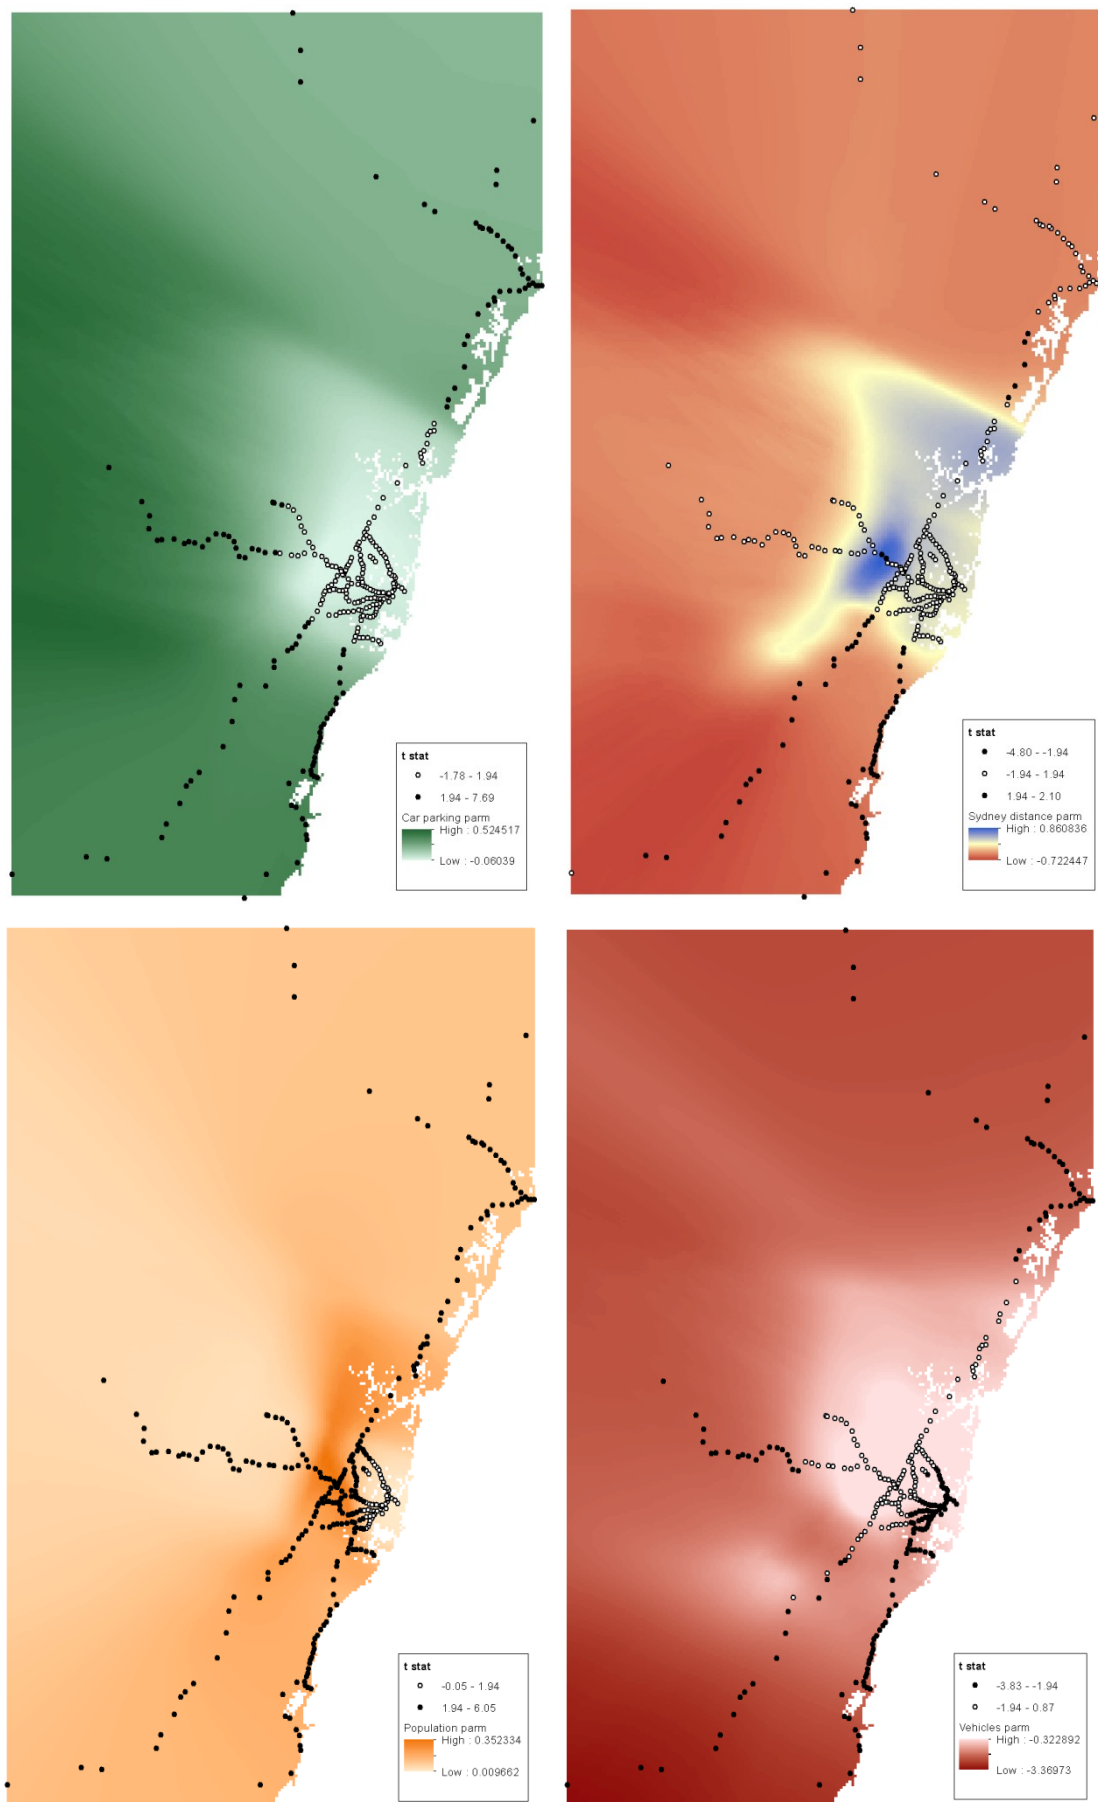 t stat
-1.78 - 1.94
1.94 - 7.69
Car parking parm
High : 0.524517
Low : -0.06039
t stat
-4.80 - -1.94
-1.94 - 1.94
1.94 - 2.10
Sydney distance parm
High : 0.860836
Low : -0.722447
t stat
-0.05 - 1.94
1.94 - 6.05
Population parm
High : 0.352334
Low : 0.009662
t stat
-3.83 - -1.94
-1.94 - 0.87
Vehicles parm
High : -0.322892
Low : -3.36973